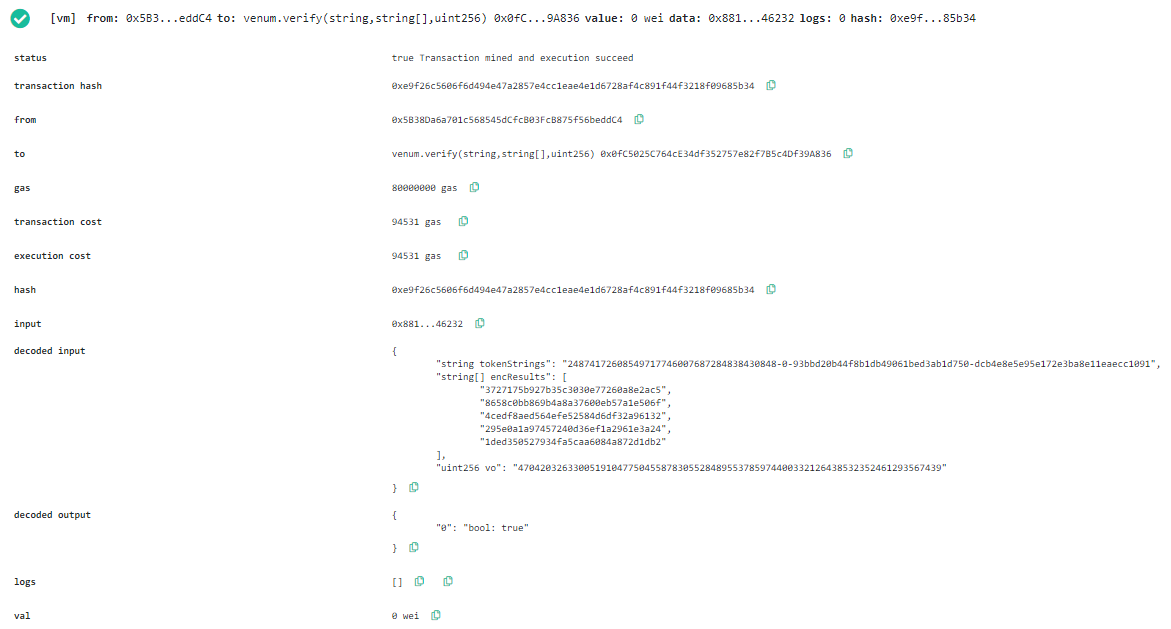 [vm] from: 0x5B3...eddC4 to: venum.verify(string,string[],uint256) 0x0fC...9A836 value: 0 wei data: 0x881...46232 logs: 0 hash: 0xe9f...85b34
status true Transaction mined and execution succeed
transaction hash 0xe9f26c5606f6d494e47a2857e4cc1eae4e1d6728af4c891f44f3218f09685b34
from 0x5B38Da6a701c568545dCfcB03FcB875f56beddC4
to venum.verify(string,string[],uint256) 0x0fC5025C764cE34df352757e82f7B5c4Df39A836
gas 80000000 gas
transaction cost 94531 gas
execution cost 94531 gas
hash 0xe9f26c5606f6d494e47a2857e4cc1eae4e1d6728af4c891f44f3218f09685b34
input 0x881...46232
decoded input {
"string tokenStrings": "248741726085497177460076872848384308​48-0-93bbd20b44f8b1db49061bed3ab1d750-dcb4e8e5e95e172e3ba8e11eaecc1091",
"string[] encResults": [
"3727175b927b35c3030e77260a8e2ac5",
"8658c0bb869b4a8a37600eb57a1e506f",
"4cedf8aed564efe52584d6df32a96132",
"295e0a1a97457240d36ef1a2961e3a24",
"1ded350527934fa5caa6084a872d1db2"
],
"uint256 vo": "47042032633005191047750455878305528489553785974400332126438532352461293567439"
}
decoded output {
"0": "bool: true"
}
logs []
val 0 wei